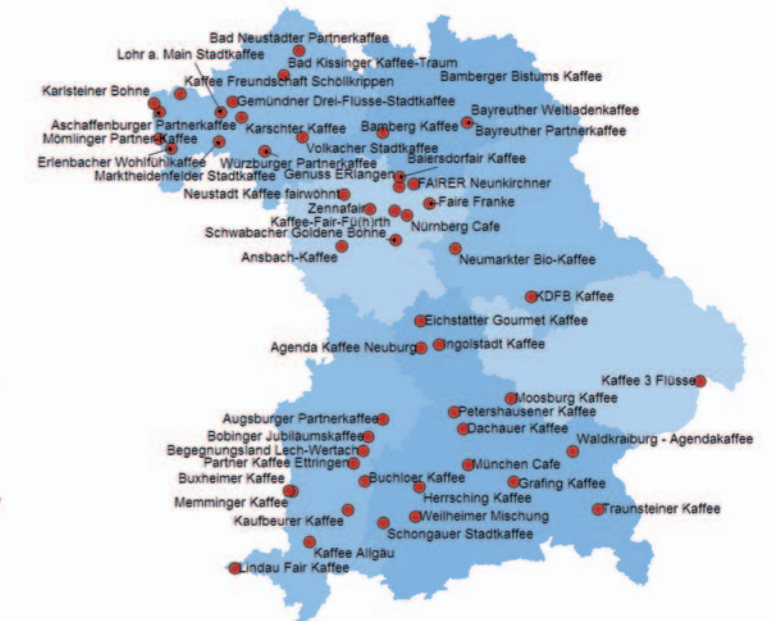 Bad Neustädter Partnerkaffee
Lohr a. Main Stadtkaffee
Bad Kissinger Kaffee-Traum
Bamberger Bistums Kaffee
Kaffee Freundschaft Schöllkrippen
Karlsteiner Bohne
Gemündner Drei-Flüsse-Stadtkaffee
Bayreuther Weltladenkaffee
Aschaffenburger Partnerkaffee
Karschter Kaffee
Bamberg Kaffee
Bayreuther Partnerkaffee
Mömlinger Partner-Kaffee
Volkacher Stadtkaffee
Erlenbacher Wohlfühlkaffee
Würzburger Partnerkaffee
Baiersdorfair Kaffee
Marktheidenfelder Stadtkaffee
Genuss ERlangen
FAIRER Neunkirchner
Neustadt Kaffee fairwöhnt
Faire Franke
Zennafair
Kaffee-Fair-Fü(h)rth
Nürnberg Cafe
Schwabacher Goldene Bohne
Ansbach-Kaffee
Neumarkter Bio-Kaffee
KDFB Kaffee
Eichstätter Gourmet Kaffee
Agenda Kaffee Neuburg
Ingolstadt Kaffee
Kaffee 3 Flüsse
Moosburg Kaffee
Petershausener Kaffee
Augsburger Partnerkaffee
Dachauer Kaffee
Bobinger Jubiläumskaffee
Waldkraiburg - Agendakaffee
Begegnungsland Lech-Wertach
Partner Kaffee Ettringen
München Cafe
Buxheimer Kaffee
Buchloer Kaffee
Grafing Kaffee
Herrsching Kaffee
Memminger Kaffee
Traunsteiner Kaffee
Kaufbeurer Kaffee
Weilheimer Mischung
Schongauer Stadtkaffee
Kaffee Allgäu
Lindau Fair Kaffee